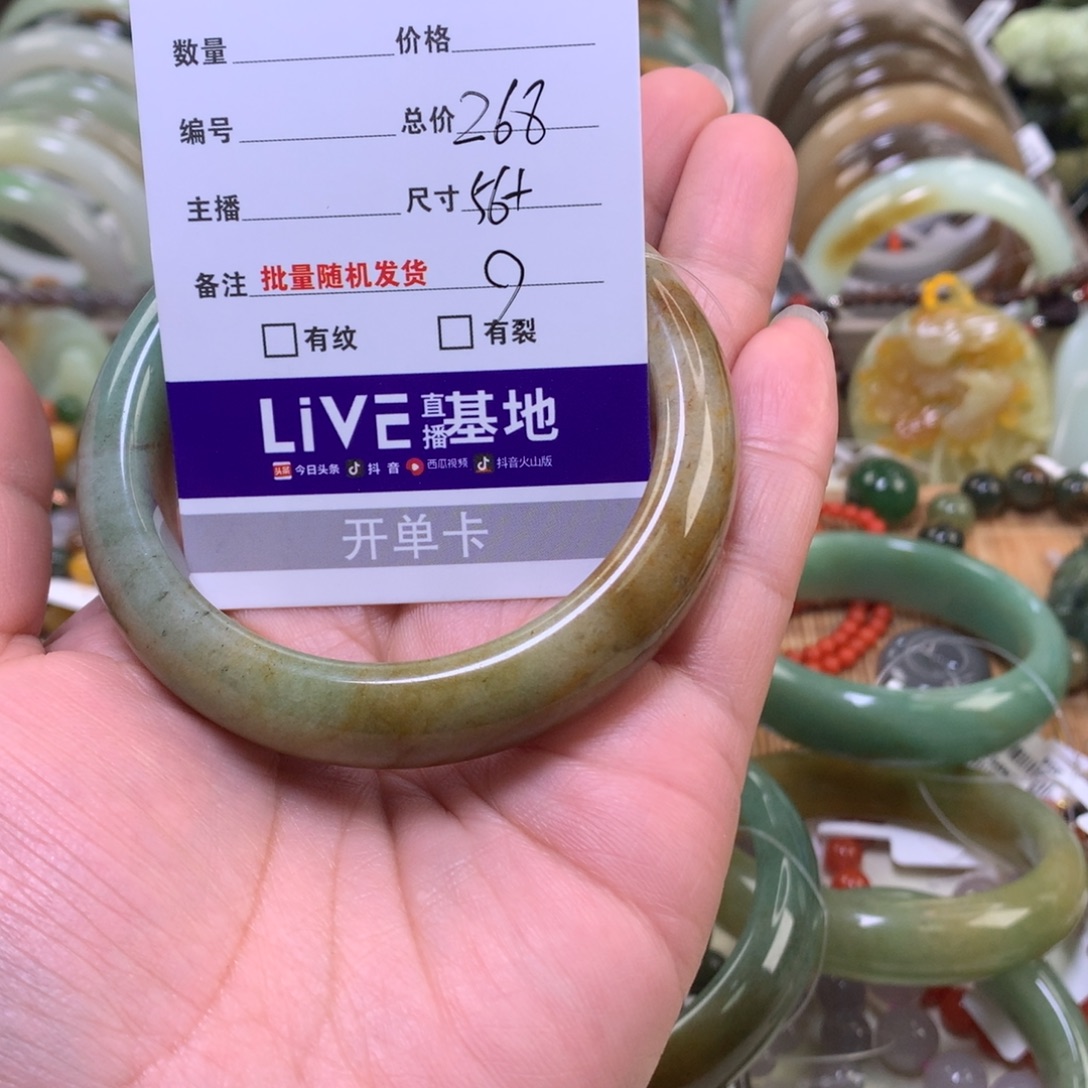 数量 价格
编号 总价 268
主播 尺寸 56+
备注 批量随机发货 9
有纹 有裂
LiVE 直播基地
头条 今日头条 抖音 西瓜视频 抖音火山版
开单卡